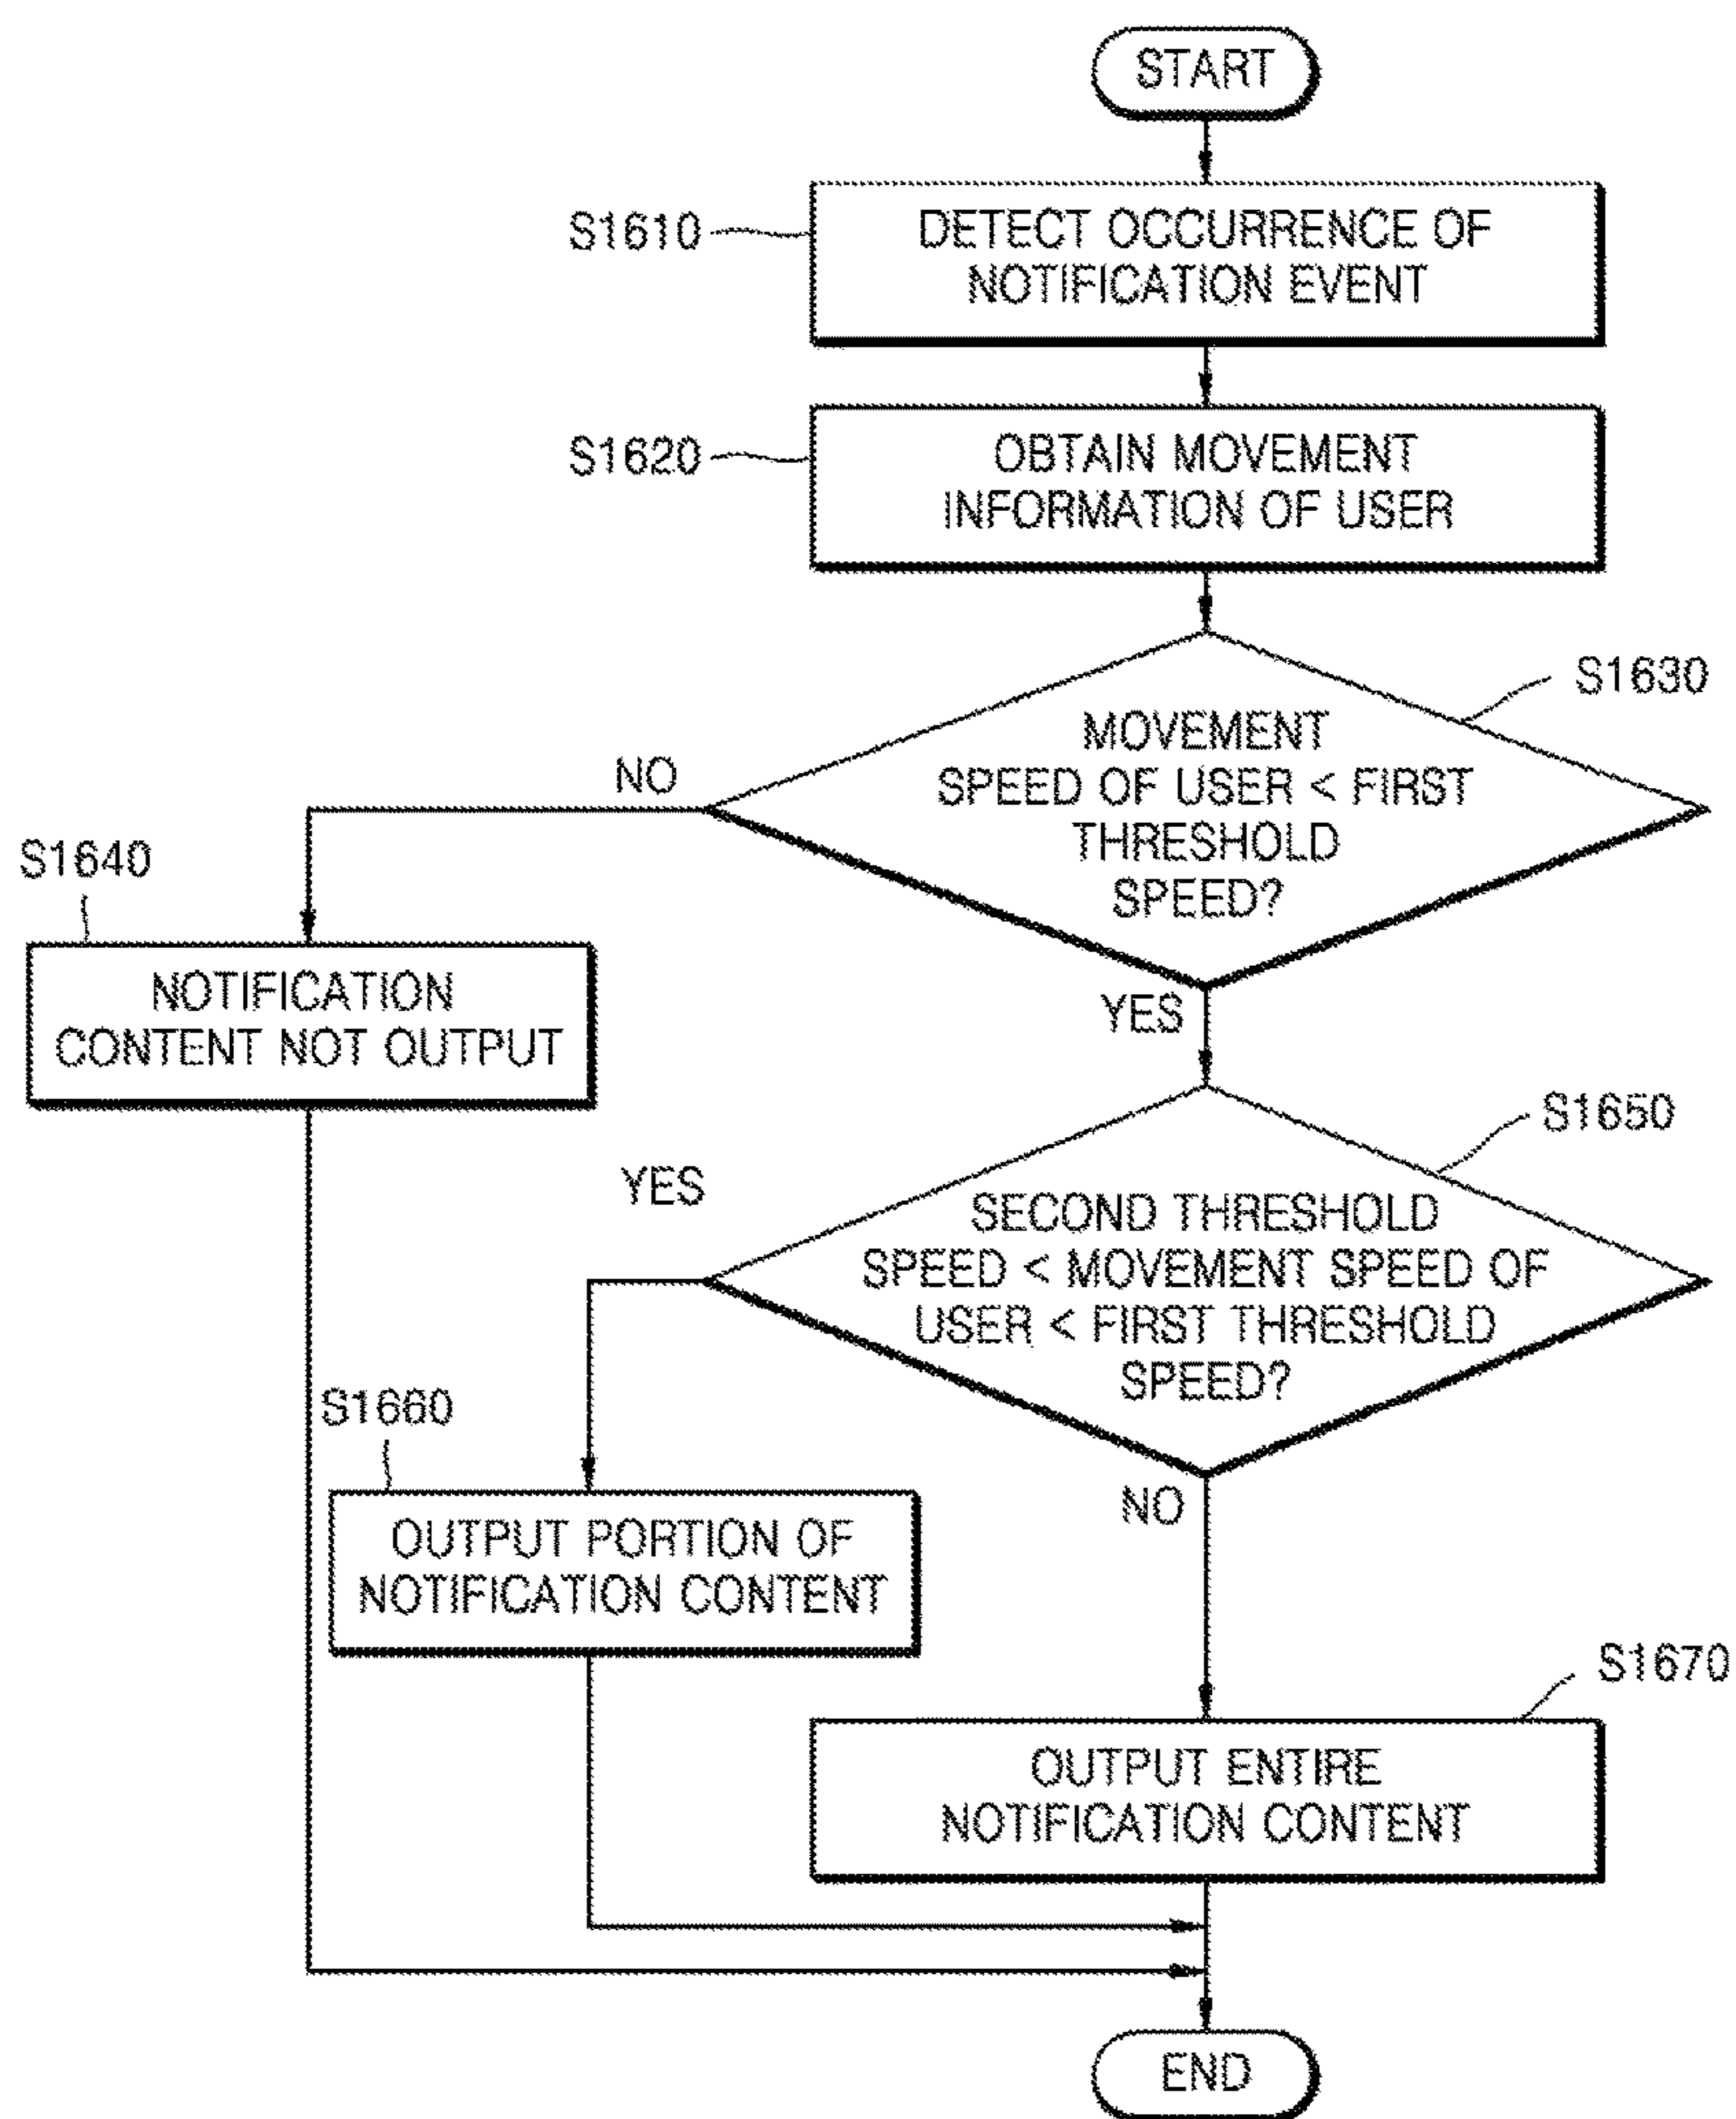 START
S1610
DETECT OCCURRENCE OF
NOTIFICATION EVENT
S1620
OBTAIN MOVEMENT
INFORMATION OF USER
S1630
MOVEMENT
SPEED OF USER < FIRST
THRESHOLD
SPEED?
NO
YES
S1640
NOTIFICATION
CONTENT NOT OUTPUT
S1650
SECOND THRESHOLD
SPEED < MOVEMENT SPEED OF
USER < FIRST THRESHOLD
SPEED?
YES
NO
S1660
OUTPUT PORTION OF
NOTIFICATION CONTENT
S1670
OUTPUT ENTIRE
NOTIFICATION CONTENT
END